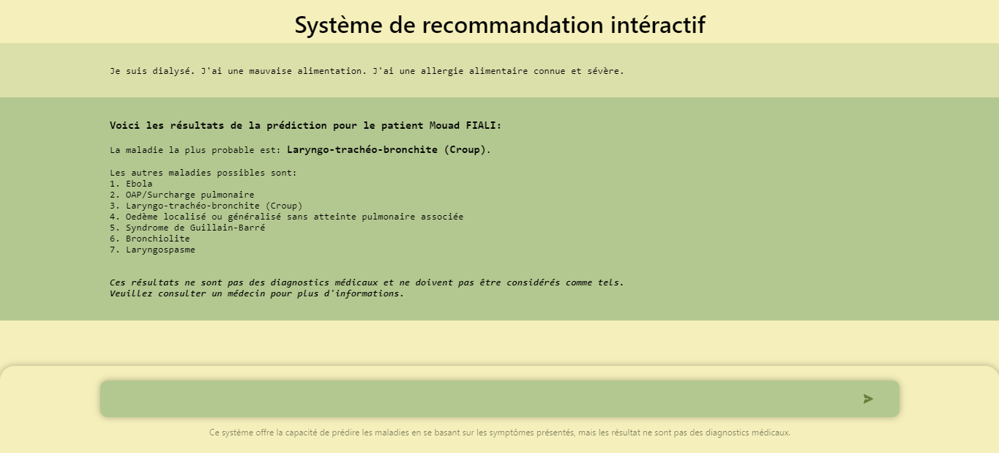 Système de recommandation intéractif
Je suis dialysé. J'ai une mauvaise alimentation. J'ai une allergie alimentaire connue et sévère.
Voici les résultats de la prédiction pour le patient Mouad FIALI:
La maladie la plus probable est: Laryngo-trachéo-bronchite (Croup).
Les autres maladies possibles sont:
1. Ebola
2. OAP/Surcharge pulmonaire
3. Laryngo-trachéo-bronchite (Croup)
4. Oedème localisé ou généralisé sans atteinte pulmonaire associée
5. Syndrome de Guillain-Barré
6. Bronchiolite
7. Laryngospasme
Ces résultats ne sont pas des diagnostics médicaux et ne doivent pas être considérés comme tels.
Veuillez consulter un médecin pour plus d'informations.
Ce système offre la capacité de prédire les maladies en se basant sur les symptômes présentés, mais les résultat ne sont pas des diagnostics médicaux.